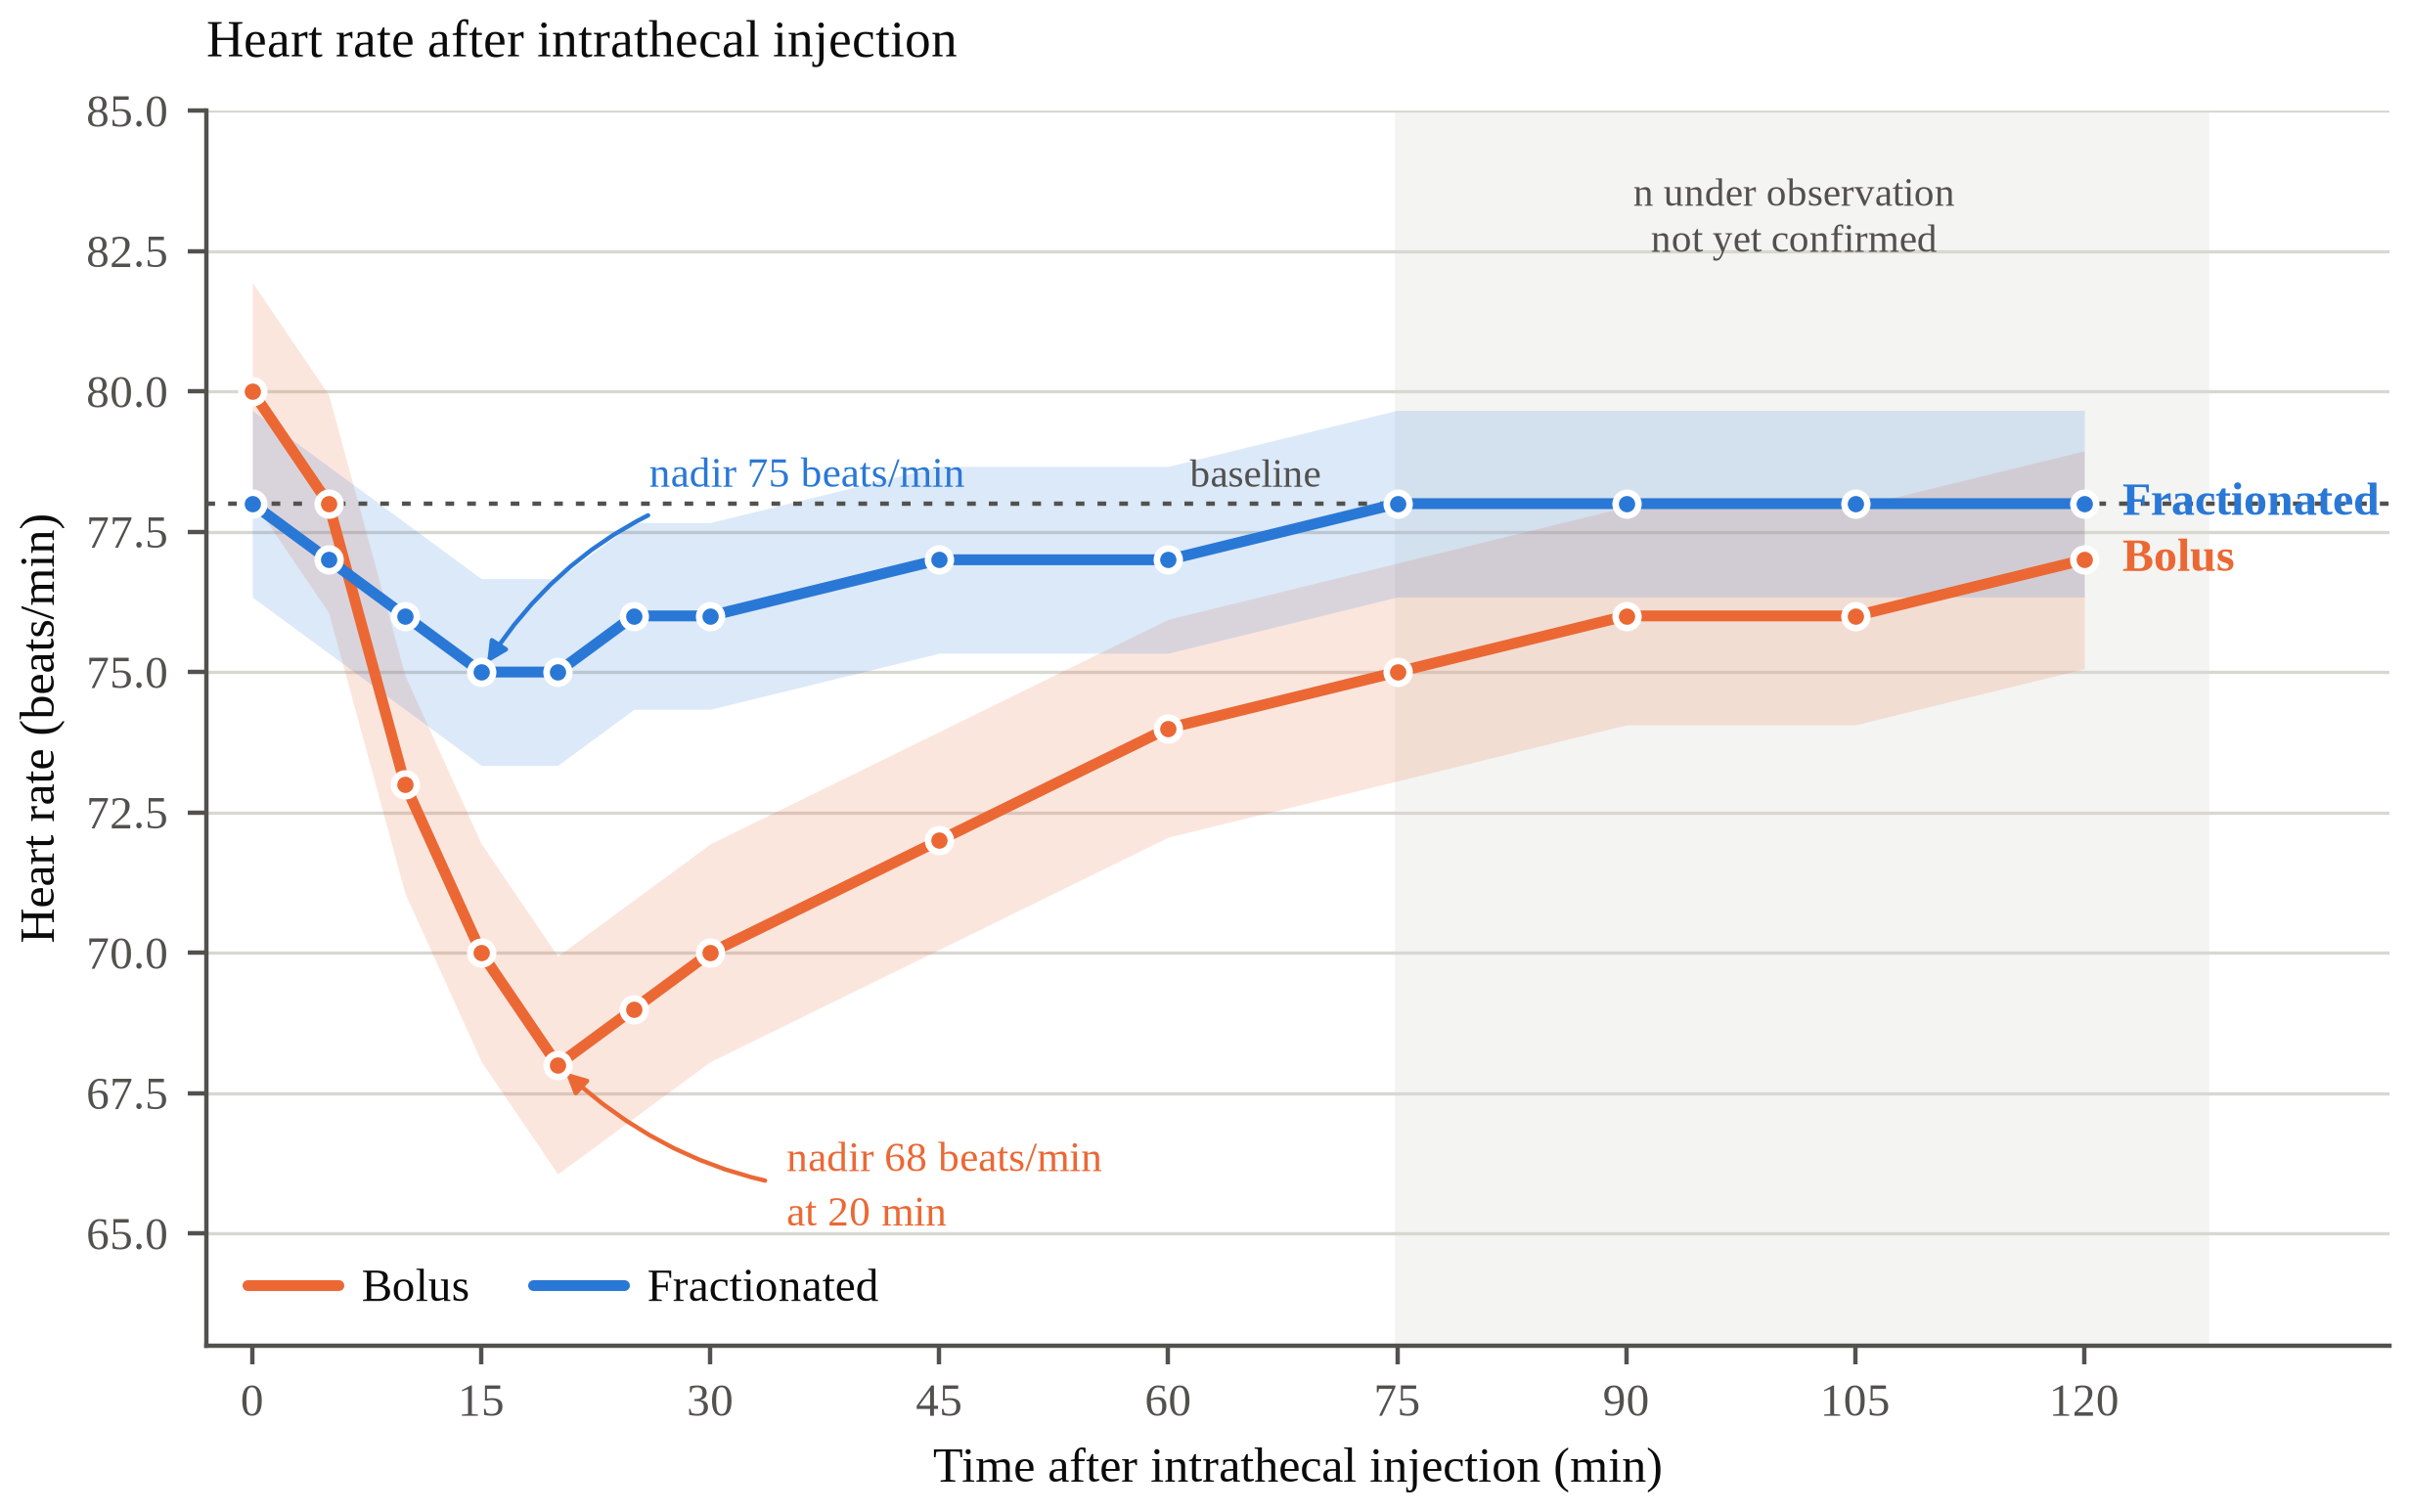 Heart rate after intrathecal injection
85.0
82.5
80.0
77.5
75.0
72.5
70.0
67.5
65.0
Heart rate (beats/min)
n under observation
not yet confirmed
nadir 75 beats/min
baseline
Fractionated
Bolus
nadir 68 beats/min
at 20 min
Bolus
Fractionated
0
15
30
45
60
75
90
105
120
Time after intrathecal injection (min)